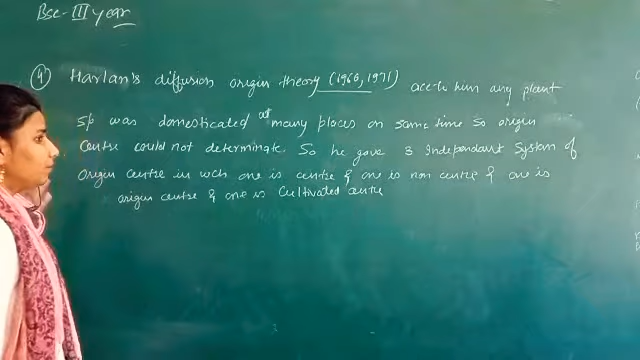 Bsc- III year
4) Harlan's diffusion origin theory (1966, 1971) acc to him any plant
sp was domesticated at many places on same time so origin
Centre could not determinate. So he gave 3 Independant System of
Origin centre in wch one is centre & one is non centre & one is
origin centre & one is Cultivated centre